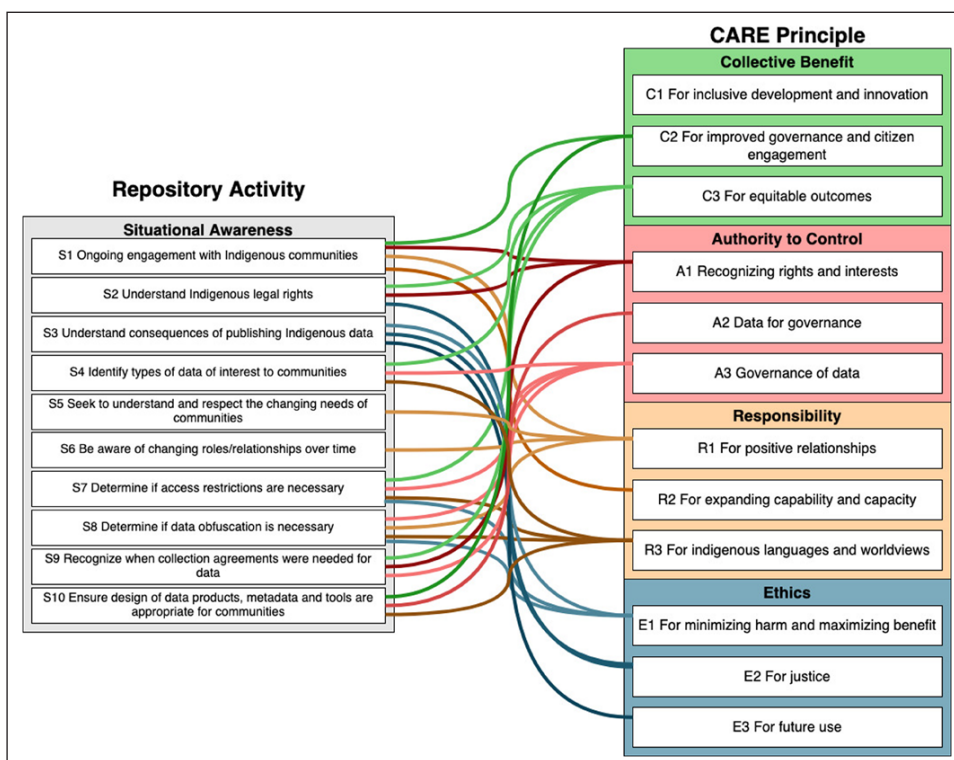 Repository Activity
Situational Awareness
S1 Ongoing engagement with Indigenous communities
S2 Understand Indigenous legal rights
S3 Understand consequences of publishing Indigenous data
S4 Identify types of data of interest to communities
S5 Seek to understand and respect the changing needs of
communities
S6 Be aware of changing roles/relationships over time
S7 Determine if access restrictions are necessary
S8 Determine if data obfuscation is necessary
S9 Recognize when collection agreements were needed for
data
S10 Ensure design of data products, metadata and tools are
appropriate for communities
CARE Principle
Collective Benefit
C1 For inclusive development and innovation
C2 For improved governance and citizen
engagement
C3 For equitable outcomes
Authority to Control
A1 Recognizing rights and interests
A2 Data for governance
A3 Governance of data
Responsibility
R1 For positive relationships
R2 For expanding capability and capacity
R3 For indigenous languages and worldviews
Ethics
E1 For minimizing harm and maximizing benefit
E2 For justice
E3 For future use